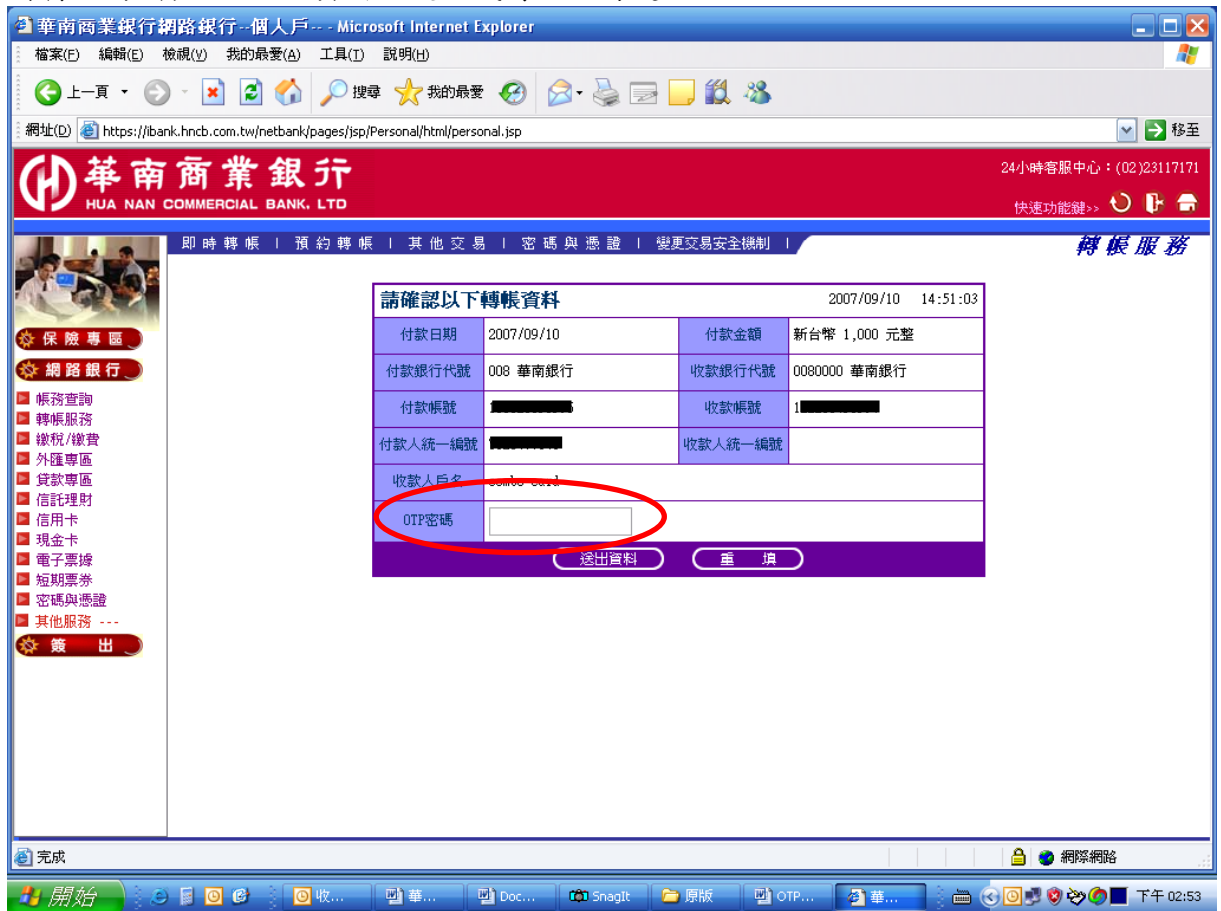 華南商業銀行網路銀行--個人戶-- - Microsoft Internet Explorer
檔案(F) 編輯(E) 檢視(V) 我的最愛(A) 工具(T) 說明(H)
上一頁 搜尋 我的最愛
網址(D) https://ibank.hncb.com.tw/netbank/pages/jsp/Personal/html/personal.jsp 移至
華南商業銀行
HUA NAN COMMERCIAL BANK. LTD
24小時客服中心：(02)23117171
快速功能鍵>>
即時轉帳 | 預約轉帳 | 其他交易 | 密碼與憑證 | 變更交易安全機制 |
轉帳服務
保險專區
網路銀行
帳務查詢
轉帳服務
繳稅/繳費
外匯專區
貸款專區
信託理財
信用卡
現金卡
電子票據
短期票券
密碼與憑證
其他服務 ---
簽 出
請確認以下轉帳資料 2007/09/10 14:51:03
付款日期 2007/09/10 付款金額 新台幣 1,000 元整
付款銀行代號 008 華南銀行 收款銀行代號 0080000 華南銀行
付款帳號 收款帳號 1
付款人統一編號 收款人統一編號
收款人戶名 combo card
OTP密碼
送出資料 重 填
完成 網際網路
開始 收... 華... Doc... SnagIt 原版 OTP... 華... 下午 02:53